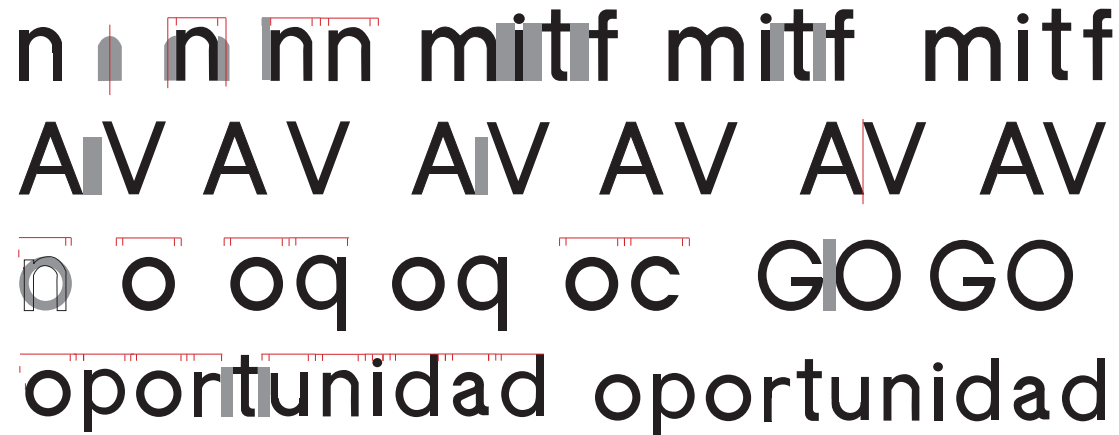 n n nn mitf mitf mitf
AV AV AV AV AV AV
n o oq oq oc GO GO
oportunidad oportunidad